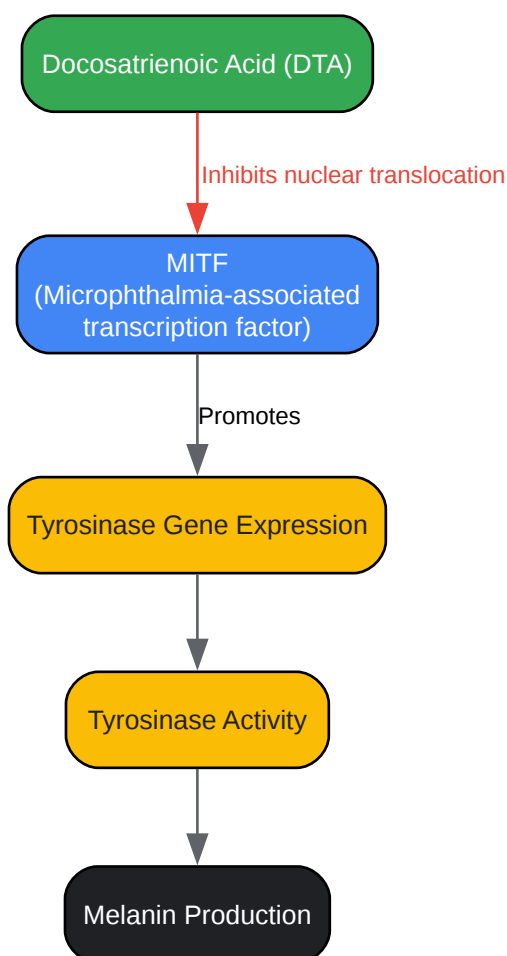 Docosatrienoic Acid (DTA)
Inhibits nuclear translocation
MITF
(Microphthalmia-associated
transcription factor)
Promotes
Tyrosinase Gene Expression
Tyrosinase Activity
Melanin Production